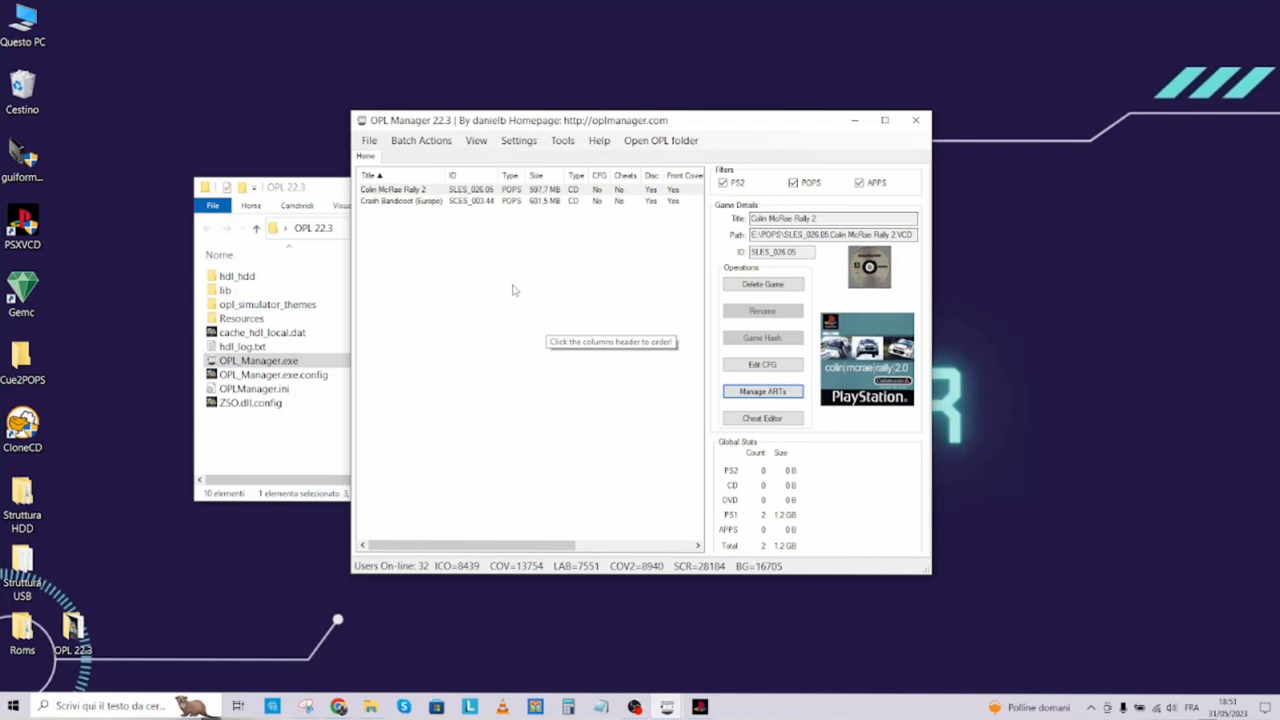 Questo PC
Cestino
guiform...
PSXVCD
Gemc
Cue2POPS
CloneCD
Struttura
HDD
Struttura
USB
Roms
OPL 22.3
OPL 22.3
File
Home
Condividi
Visua
OPL 22.3
Nome
hdl_hdd
lib
opl_simulator_themes
Resources
cache_hdl_local.dat
hdl_log.txt
OPL_Manager.exe
OPL_Manager.exe.config
OPLManager.ini
ZSO.dll.config
10 elementi 1 elemento selezionato 3,
OPL Manager 22.3 | By danielb Homepage: http://oplmanager.com
File Batch Actions View Settings Tools Help Open OPL folder
Home
Title ID Type Size Type CFG Cheats Disc Front Cover
Colin McRae Rally 2 SLES_026.05 POPS 597,7 MB CD No No Yes Yes
Crash Bandicoot (Europe) SCES_003.44 POPS 601,5 MB CD No No Yes Yes
Click the columns header to order!
Filters
PS2 POPS APPS
Game Details
Title: Colin McRae Rally 2
Path: E:\POPS\SLES_026.05.Colin McRae Rally 2.VCD
ID: SLES_026.05
Operations
Delete Game
Rename
Game Hash
Edit CFG
Manage ARTs
Cheat Editor
colin|mcrae|rally|2.0
PlayStation
Global Stats
Count Size
PS2 0 0 B
CD 0 0 B
DVD 0 0 B
PS1 2 1.2 GB
APPS 0 0 B
Total 2 1.2 GB
Users On-line: 32 ICO=8439 COV=13754 LAB=7551 COV2=8940 SCR=28184 BG=16705
R
Scrivi qui il testo da cer...
Polline domani
FRA
18:51
31/05/2023